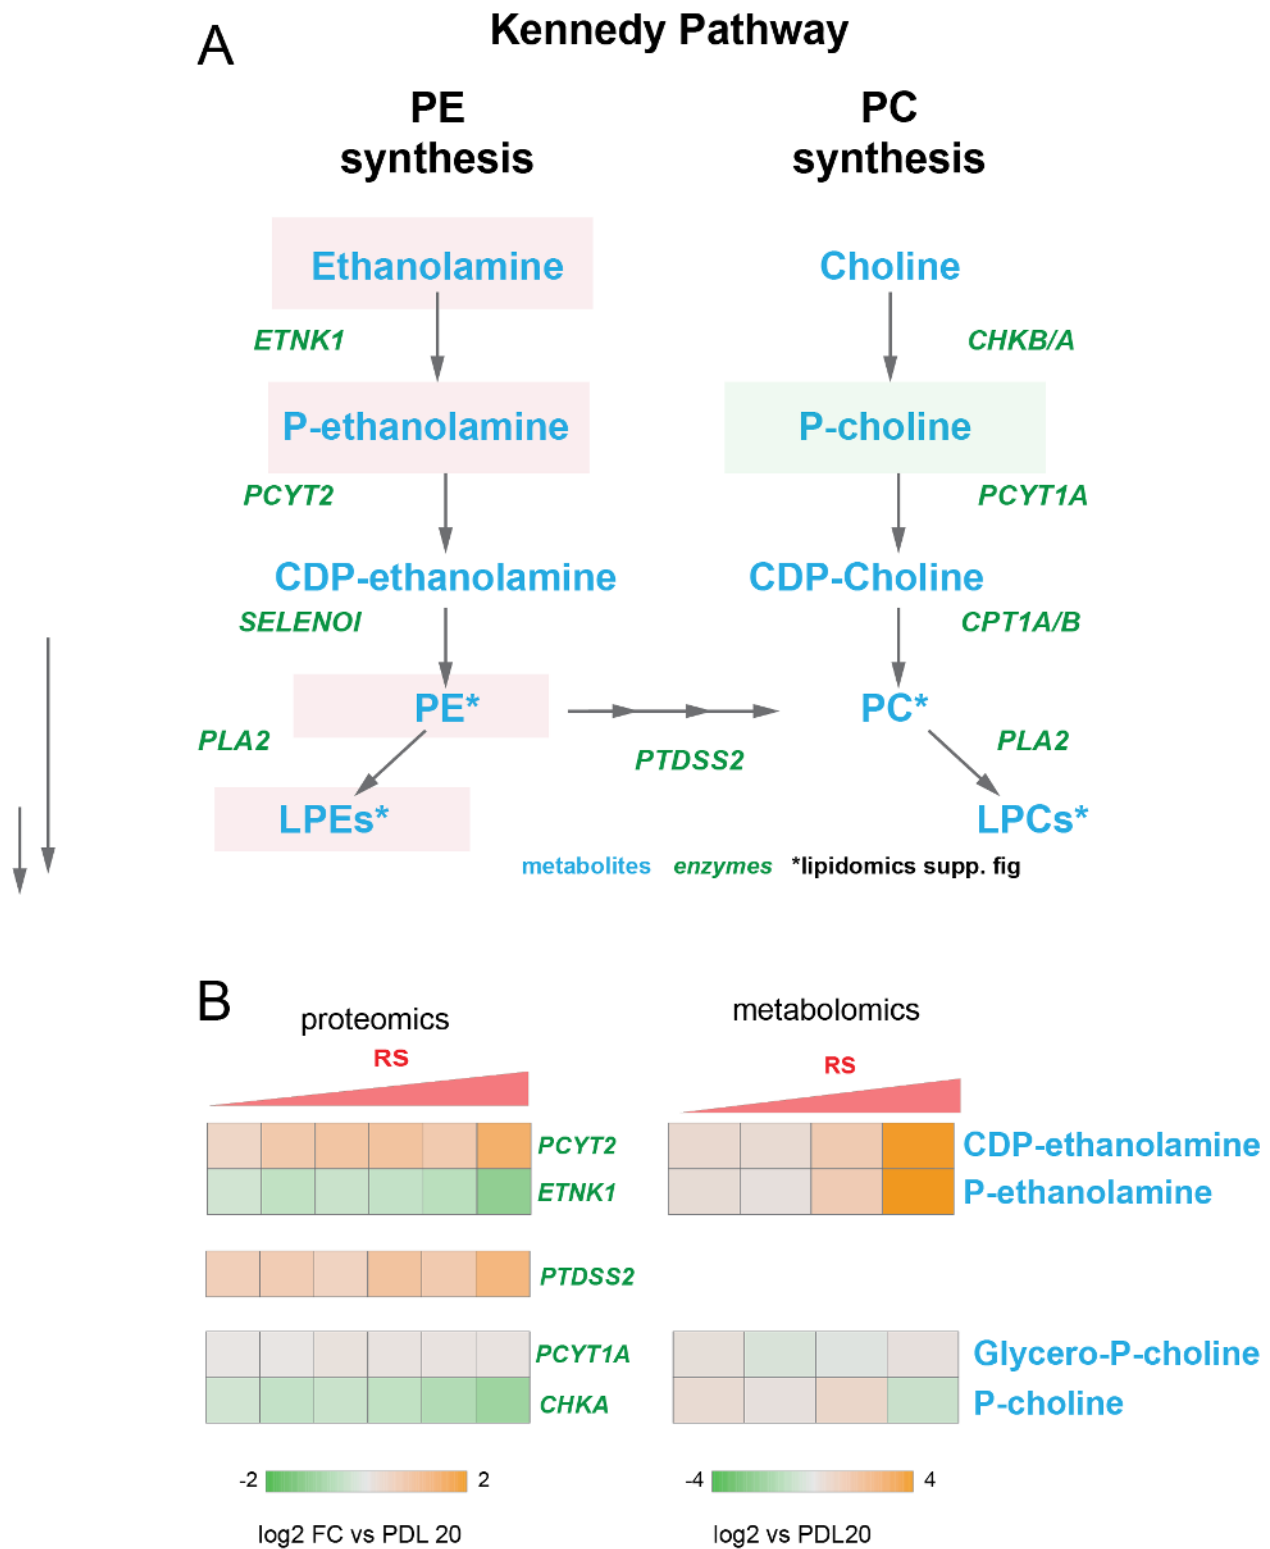 A
Kennedy Pathway
PE
synthesis
PC
synthesis
Ethanolamine
Choline
ETNK1
CHKB/A
P-ethanolamine
P-choline
PCYT2
PCYT1A
CDP-ethanolamine
CDP-Choline
SELENOI
CPT1A/B
PE*
PC*
PLA2
PTDSS2
PLA2
LPEs*
LPCs*
metabolites enzymes *lipidomics supp. fig
B
proteomics
RS
PCYT2
ETNK1
PTDSS2
PCYT1A
CHKA
-2 2
log2 FC vs PDL 20
metabolomics
RS
CDP-ethanolamine
P-ethanolamine
Glycero-P-choline
P-choline
-4 4
log2 vs PDL20